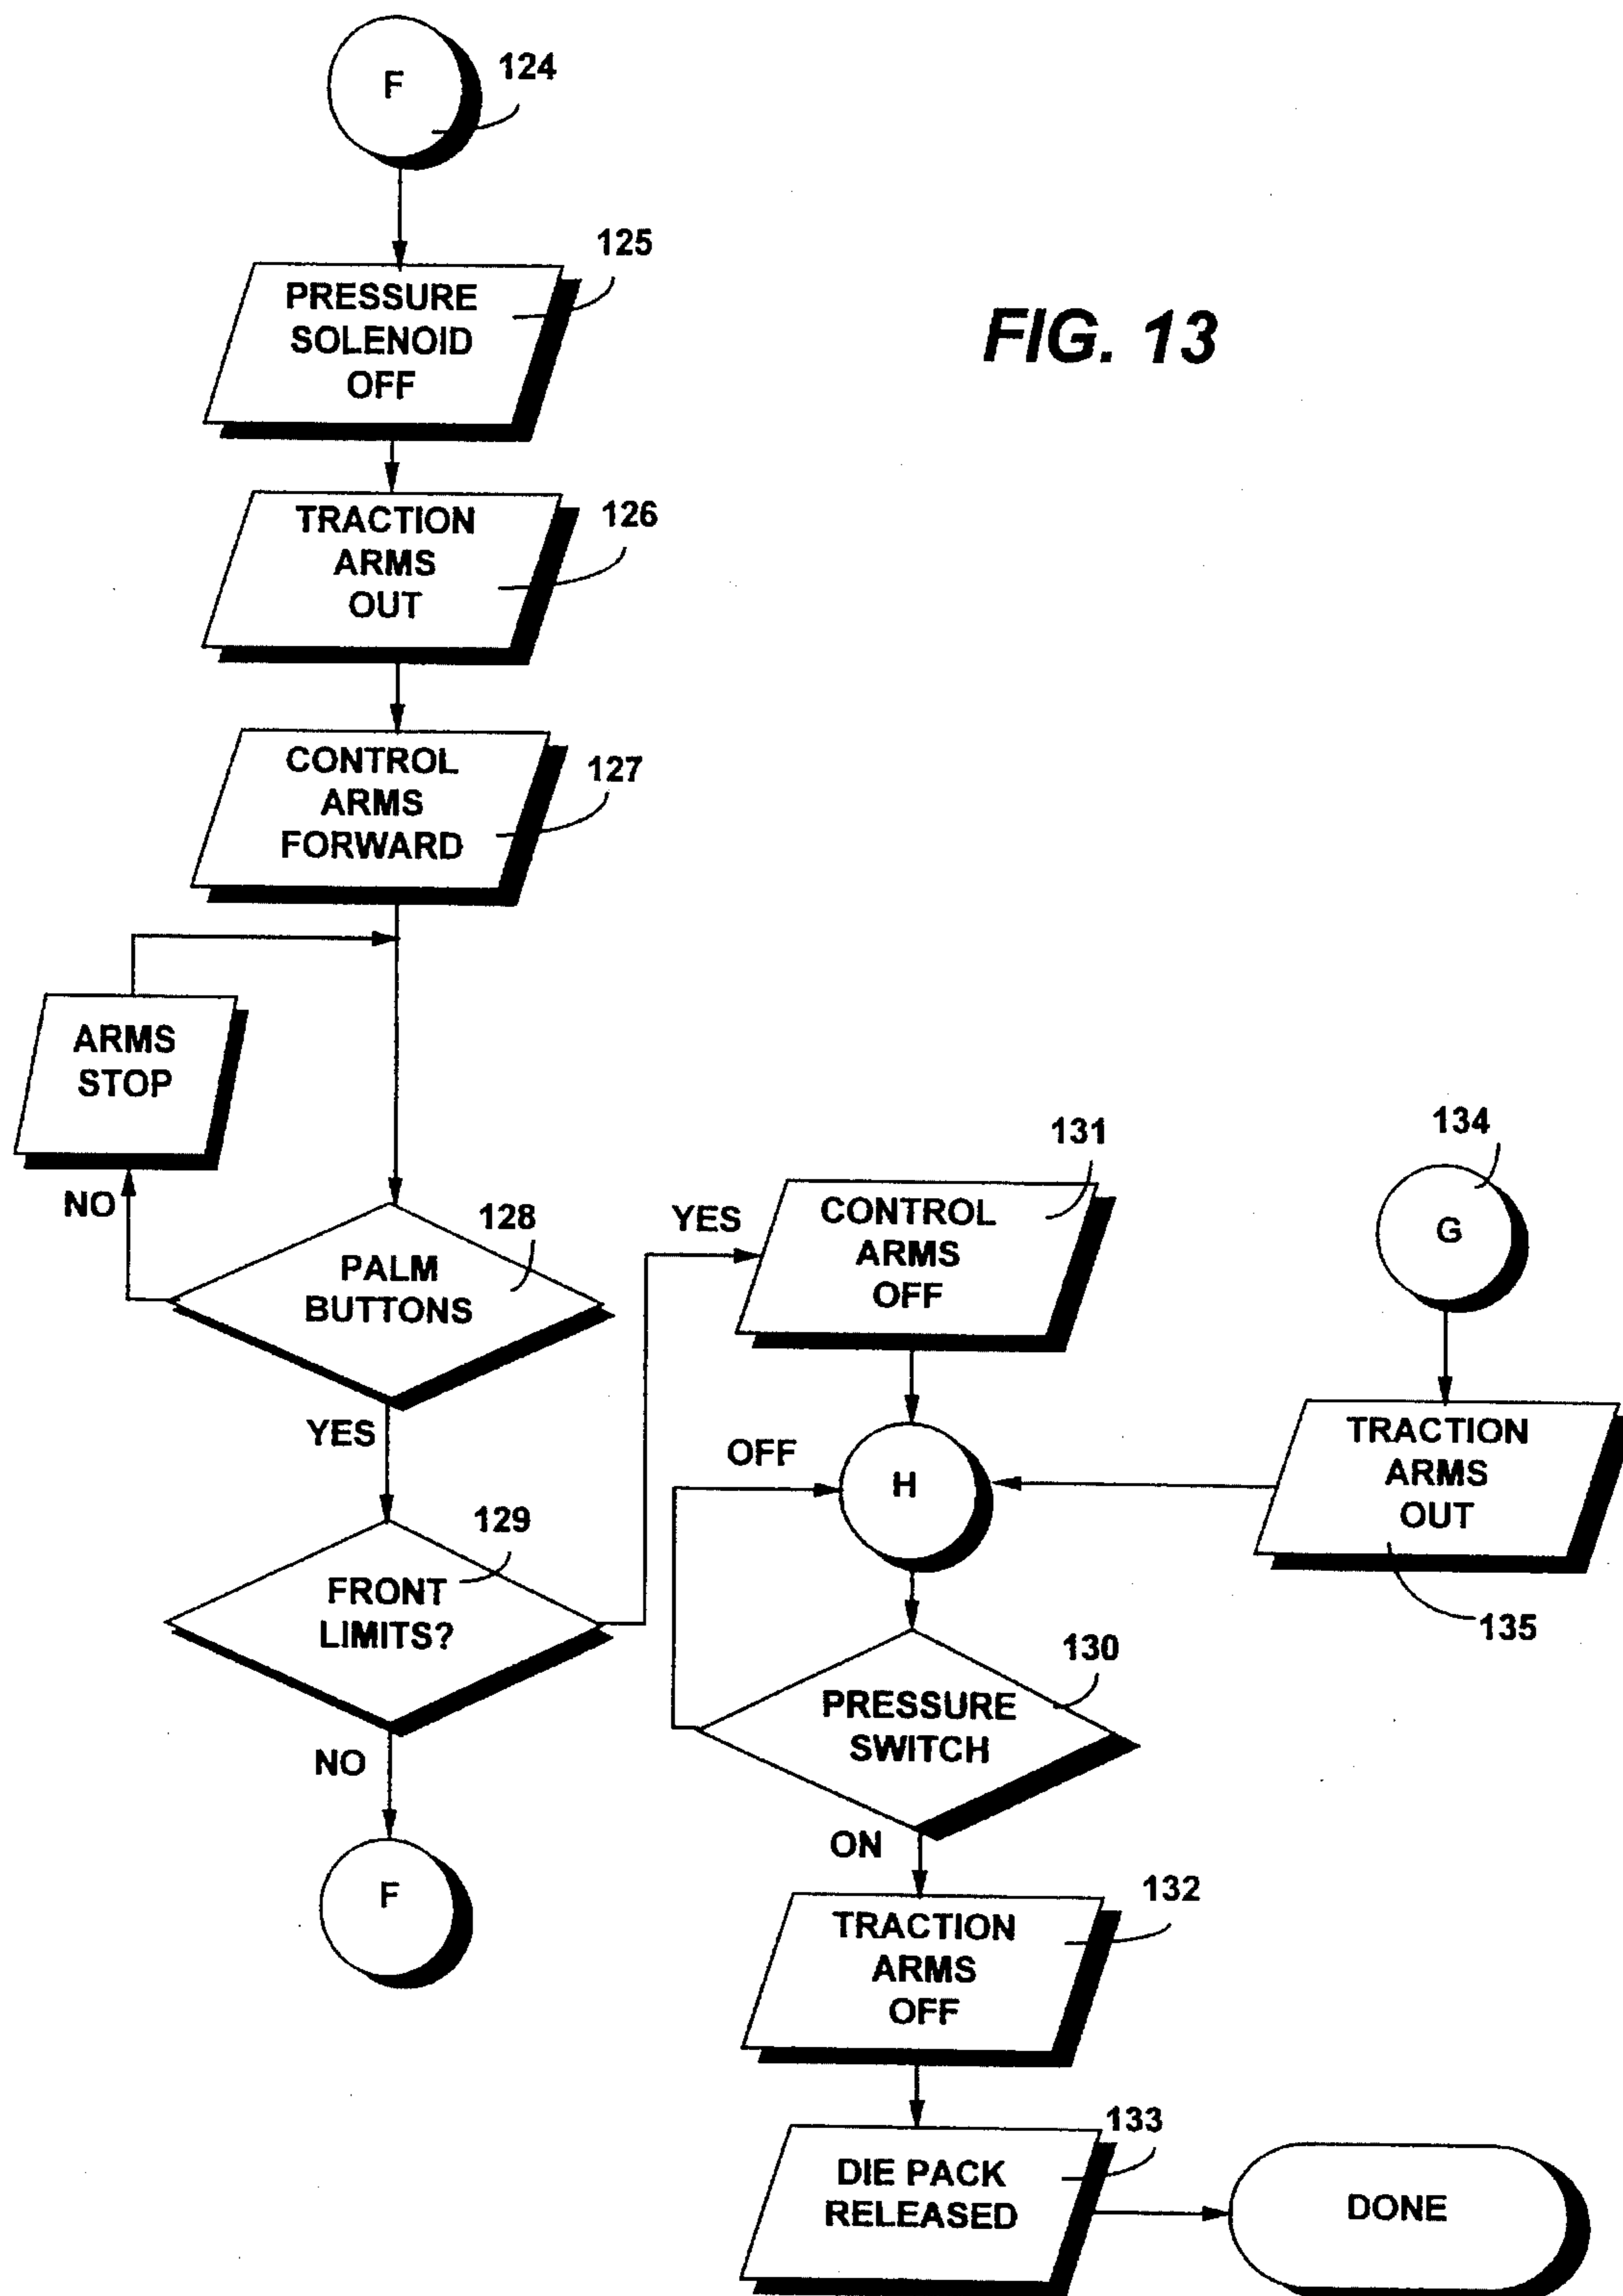 F
124
125
PRESSURE
SOLENOID
OFF
FIG. 13
TRACTION
ARMS
OUT
126
CONTROL
ARMS
FORWARD
127
ARMS
STOP
NO
128
PALM
BUTTONS
YES
129
FRONT
LIMITS?
NO
F
YES
131
CONTROL
ARMS
OFF
134
G
TRACTION
ARMS
OUT
135
OFF
H
130
PRESSURE
SWITCH
ON
132
TRACTION
ARMS
OFF
133
DIE PACK
RELEASED
DONE